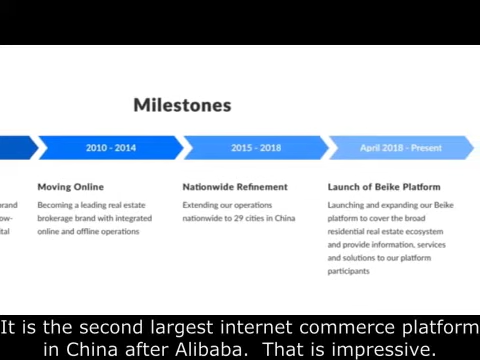 Milestones
2010 - 2014
2015 - 2018
April 2018 - Present
Moving Online
Nationwide Refinement
Launch of Beike Platform
Becoming a leading real estate
brokerage brand with integrated
online and offline operations
Extending our operations
nationwide to 29 cities in China
Launching and expanding our Beike
platform to cover the broad
residential real estate ecosystem
and provide information, services
and solutions to our platform
participants
It is the second largest internet commerce platform
in China after Alibaba. That is impressive.